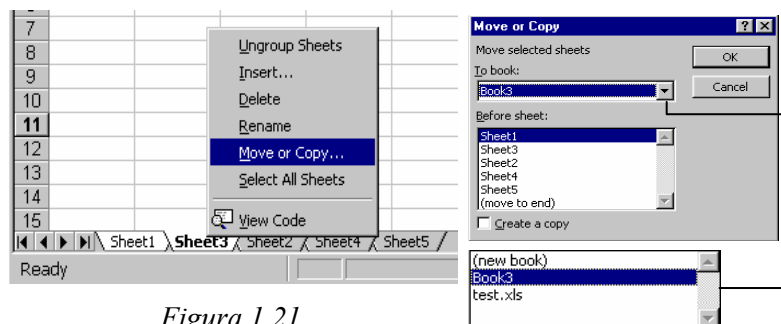 7
8
9
10
11
12
13
14
15
Ungroup Sheets
Insert...
Delete
Rename
Move or Copy...
Select All Sheets
View Code
Sheet1 Sheet3 Sheet2 Sheet4 Sheet5
Ready
Figura 1.21
Move or Copy
Move selected sheets
To book:
Book3
OK
Cancel
Before sheet:
Sheet1
Sheet3
Sheet2
Sheet4
Sheet5
(move to end)
Create a copy
(new book)
Book3
test.xls